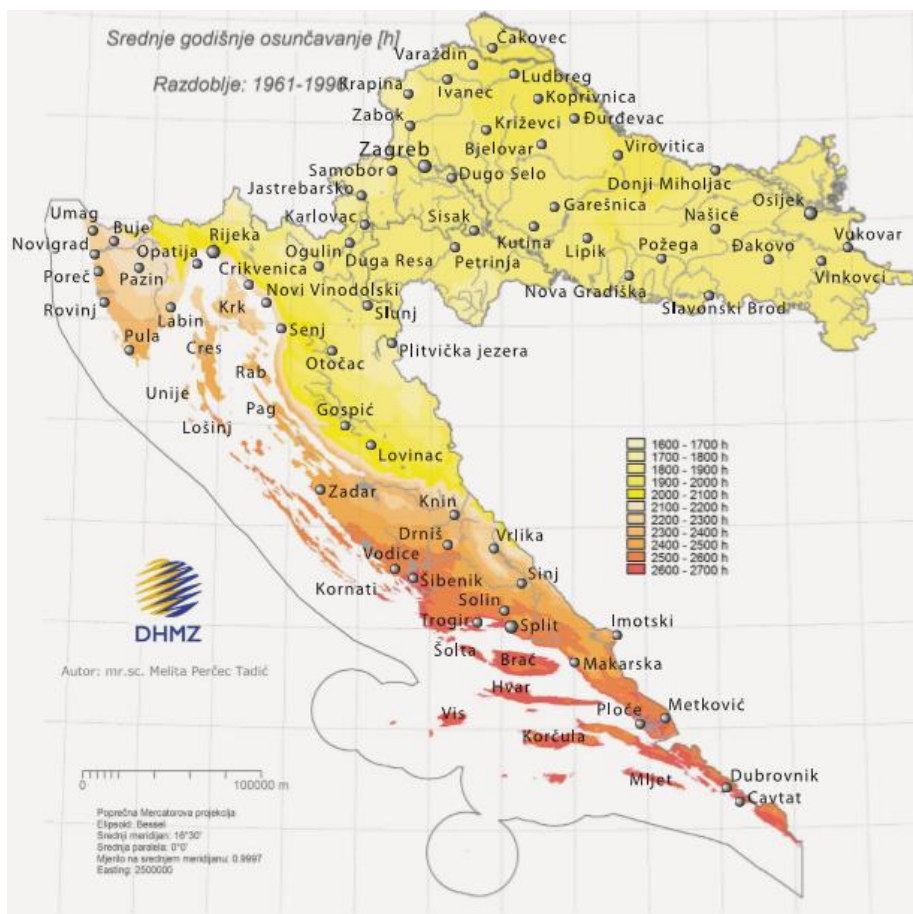 Srednje godišnje osunčavanje [h]
Razdoblje: 1961-1990
Čakovec
Varaždin
Ludbreg
Ivanec
Krapina
Koprivnica
Zabok
Križevci
Đurđevac
Zagreb
Bjelovar
Virovitica
Samobor
Dugo Selo
Donji Miholjac
Jastrebarsko
Garešnica
Osijek
Umag
Karlovac
Sisak
Našice
Buje
Rijeka
Novigrad
Opatija
Ogulin
Kutina
Lipik
Požega
Đakovo
Vukovar
Duga Resa
Petrinja
Poreč
Pazin
Crikvenica
Vinkovci
Novi Vinodolski
Nova Gradiška
Rovinj
Labin
Krk
Slunj
Slavonski Brod
Pula
Senj
Cres
Plitvička jezera
Otočac
Rab
Unije
Pag
Gospić
Lošinj
Lovinac
1600 - 1700 h
1700 - 1800 h
1800 - 1900 h
1900 - 2000 h
2000 - 2100 h
2100 - 2200 h
2200 - 2300 h
2300 - 2400 h
2400 - 2500 h
2500 - 2600 h
2600 - 2700 h
Zadar
Knin
Drniš
Vrlika
Vodice
Kornati
Šibenik
Sinj
Solin
Trogir
Split
Imotski
DHMZ
Šolta
Brač
Makarska
Autor: mr.sc. Melita Perčec Tadić
Hvar
Vis
Ploče
Metković
Korčula
Mljet
Dubrovnik
Cavtat
0 100000 m
Poprečna Mercatorova projekcija
Elipsoid: Bessel
Srednji meridijan: 16°30'
Srednja paralela: 0°0'
Mjerilo na srednjem meridijanu: 0.9997
Easting: 2500000